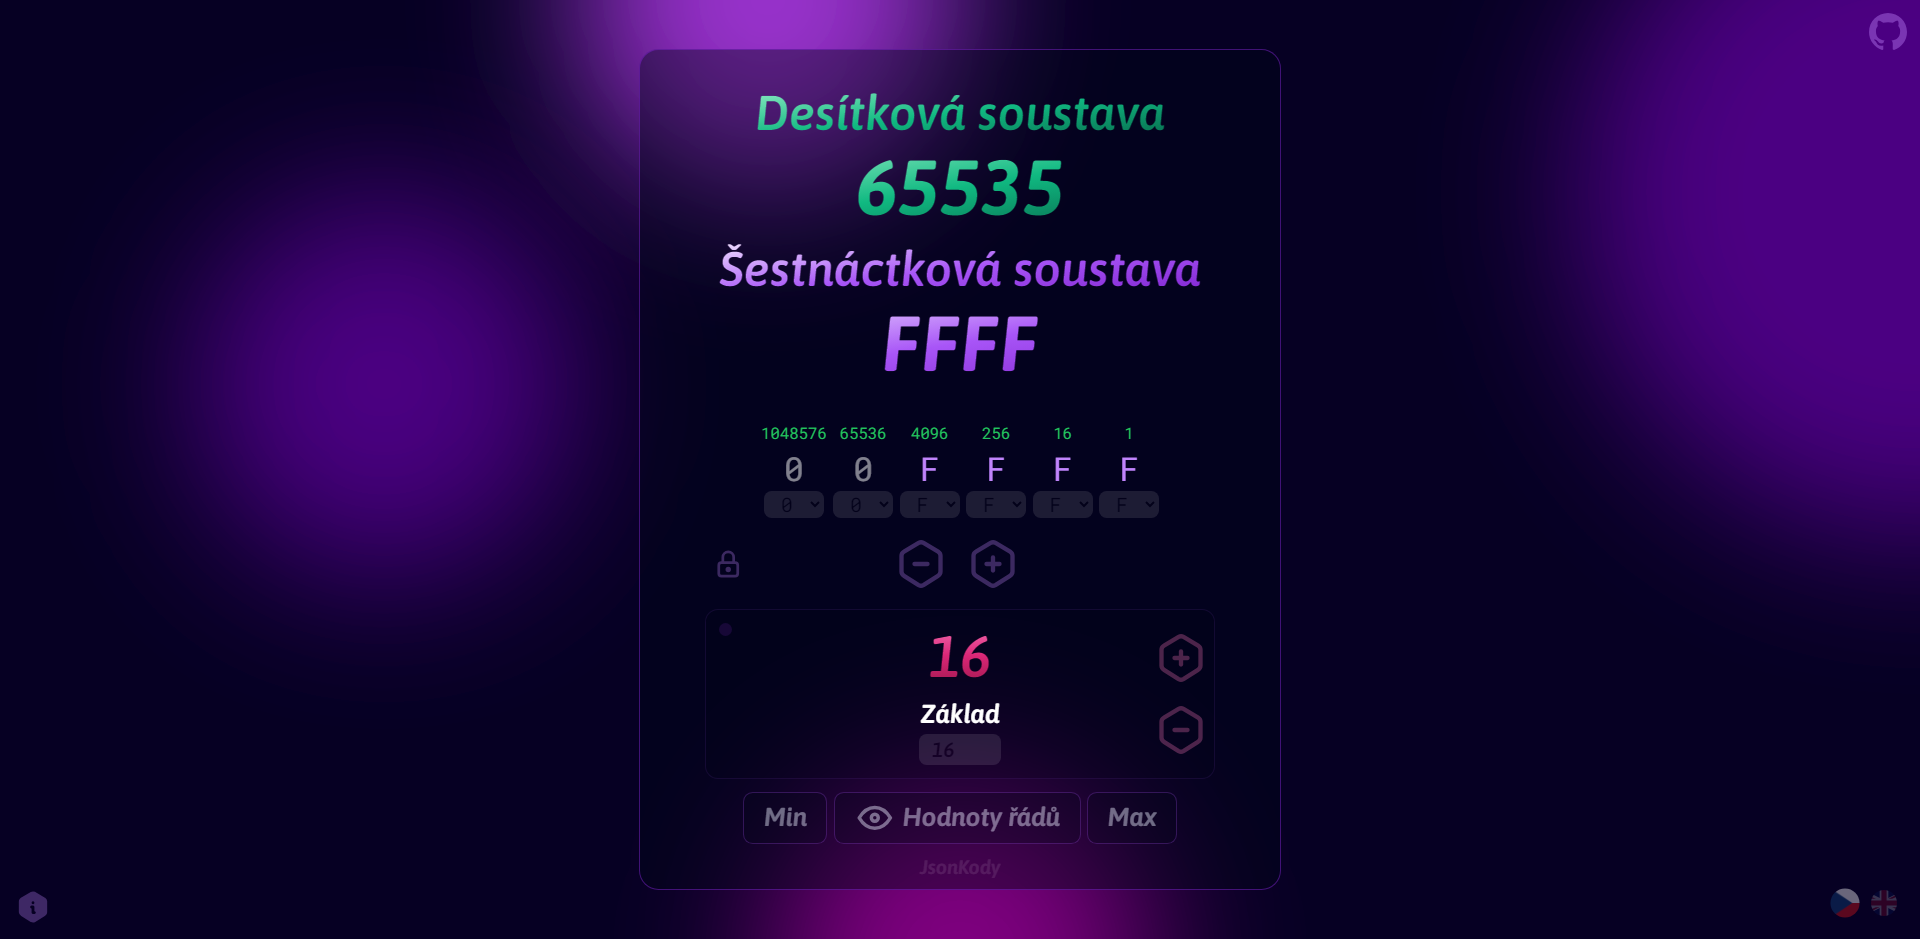 Desítková soustava
65535
Šestnáctková soustava
FFFF
1048576 65536 4096 256 16 1
0 0 F F F F
0 0 F F F F
16
Základ
16
Min Hodnoty řádů Max
JsonKody